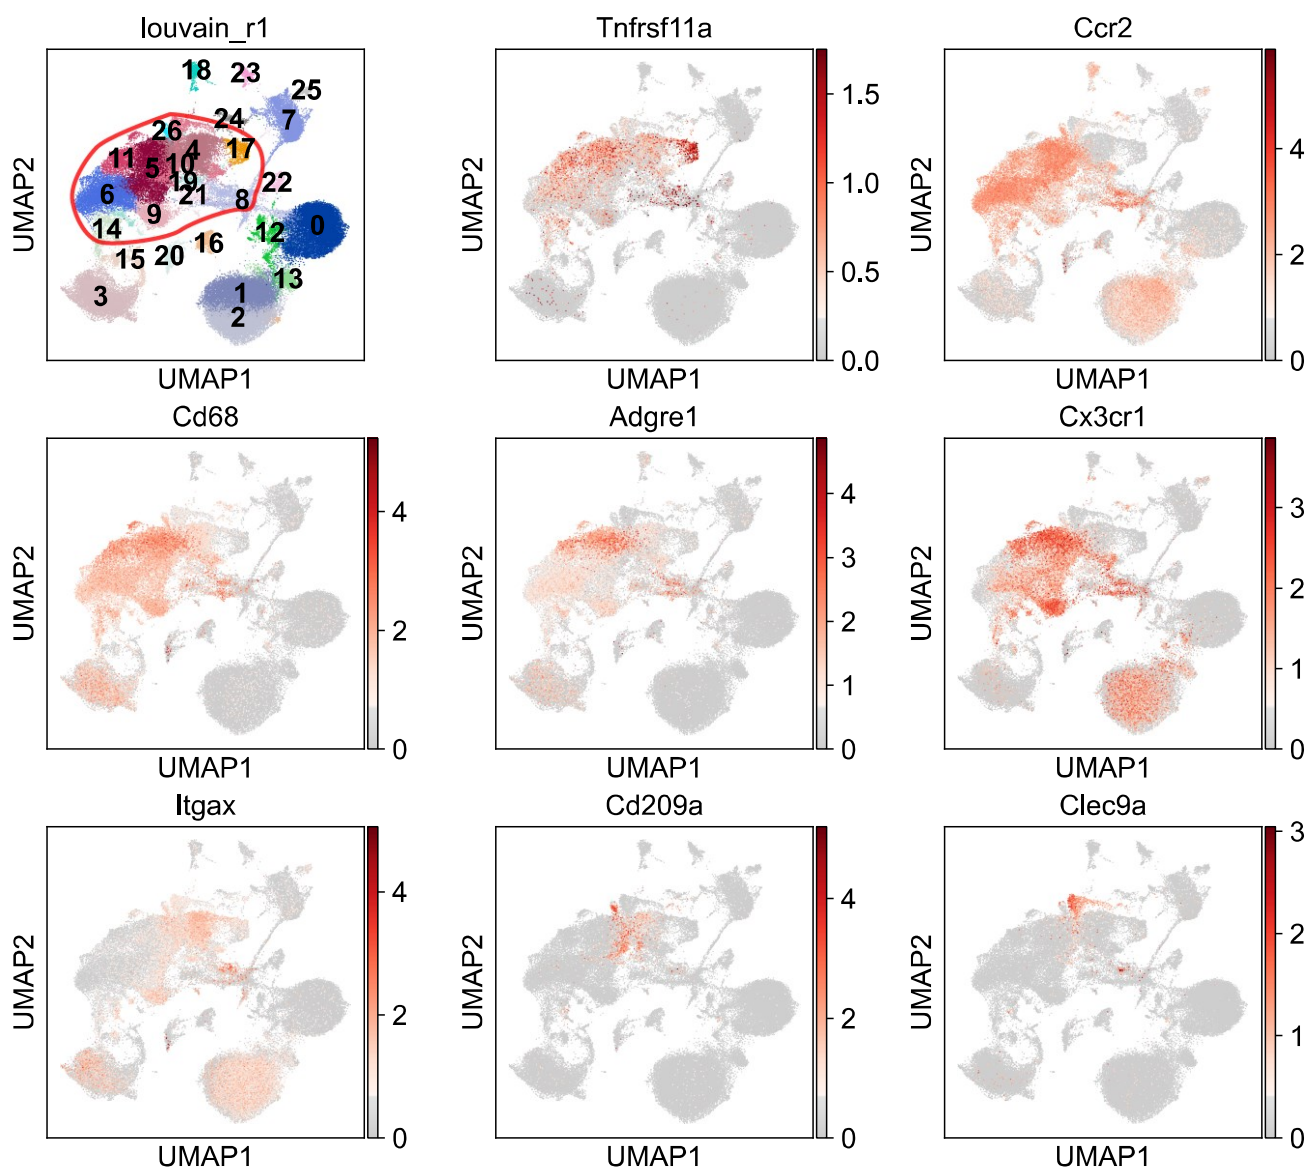 louvain_r1
Tnfrsf11a
Ccr2
18
23
25
24
7
26
4
17
11
5
10
19
22
6
21
8
9
14
12
0
16
15
20
13
3
1
2
UMAP2
UMAP1
1.5
1.0
0.5
0.0
UMAP2
UMAP1
4
2
0
UMAP2
UMAP1
Cd68
Adgre1
Cx3cr1
4
2
0
UMAP2
UMAP1
4
3
2
1
0
UMAP2
UMAP1
3
2
1
0
UMAP2
UMAP1
Itgax
Cd209a
Clec9a
4
2
0
UMAP2
UMAP1
4
2
0
UMAP2
UMAP1
3
2
1
0
UMAP2
UMAP1